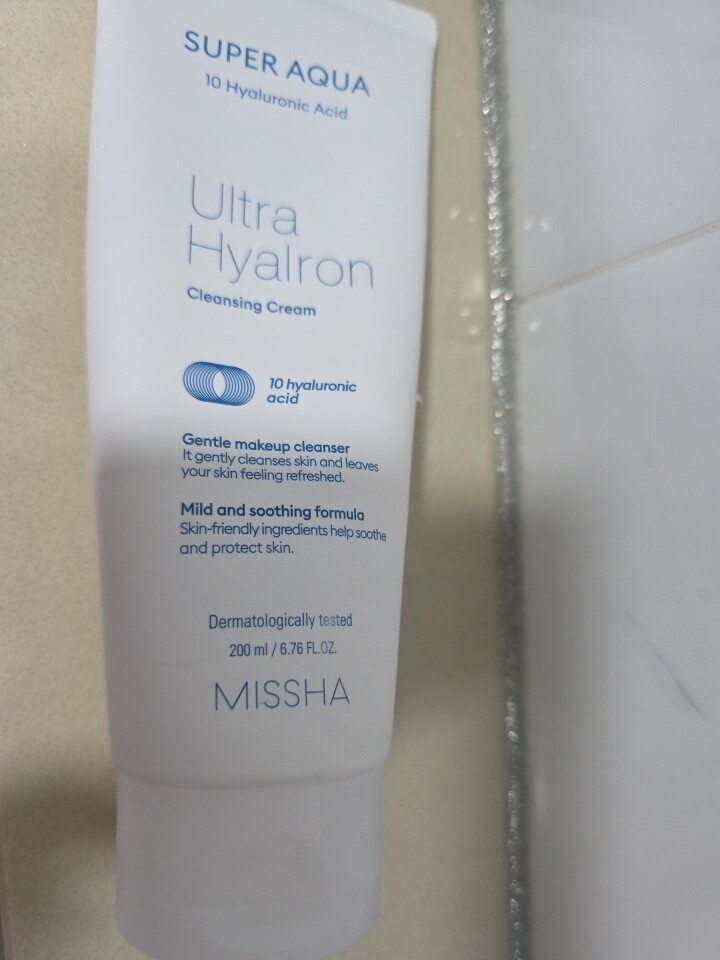 SUPER AQUA
10 Hyaluronic Acid
Ultra
Hyalron
Cleansing Cream
10 hyaluronic
acid
Gentle makeup cleanser
It gently cleanses skin and leaves
your skin feeling refreshed.
Mild and soothing formula
Skin-friendly ingredients help soothe
and protect skin.
Dermatologically tested
200 ml / 6.76 FL.OZ.
MISSHA